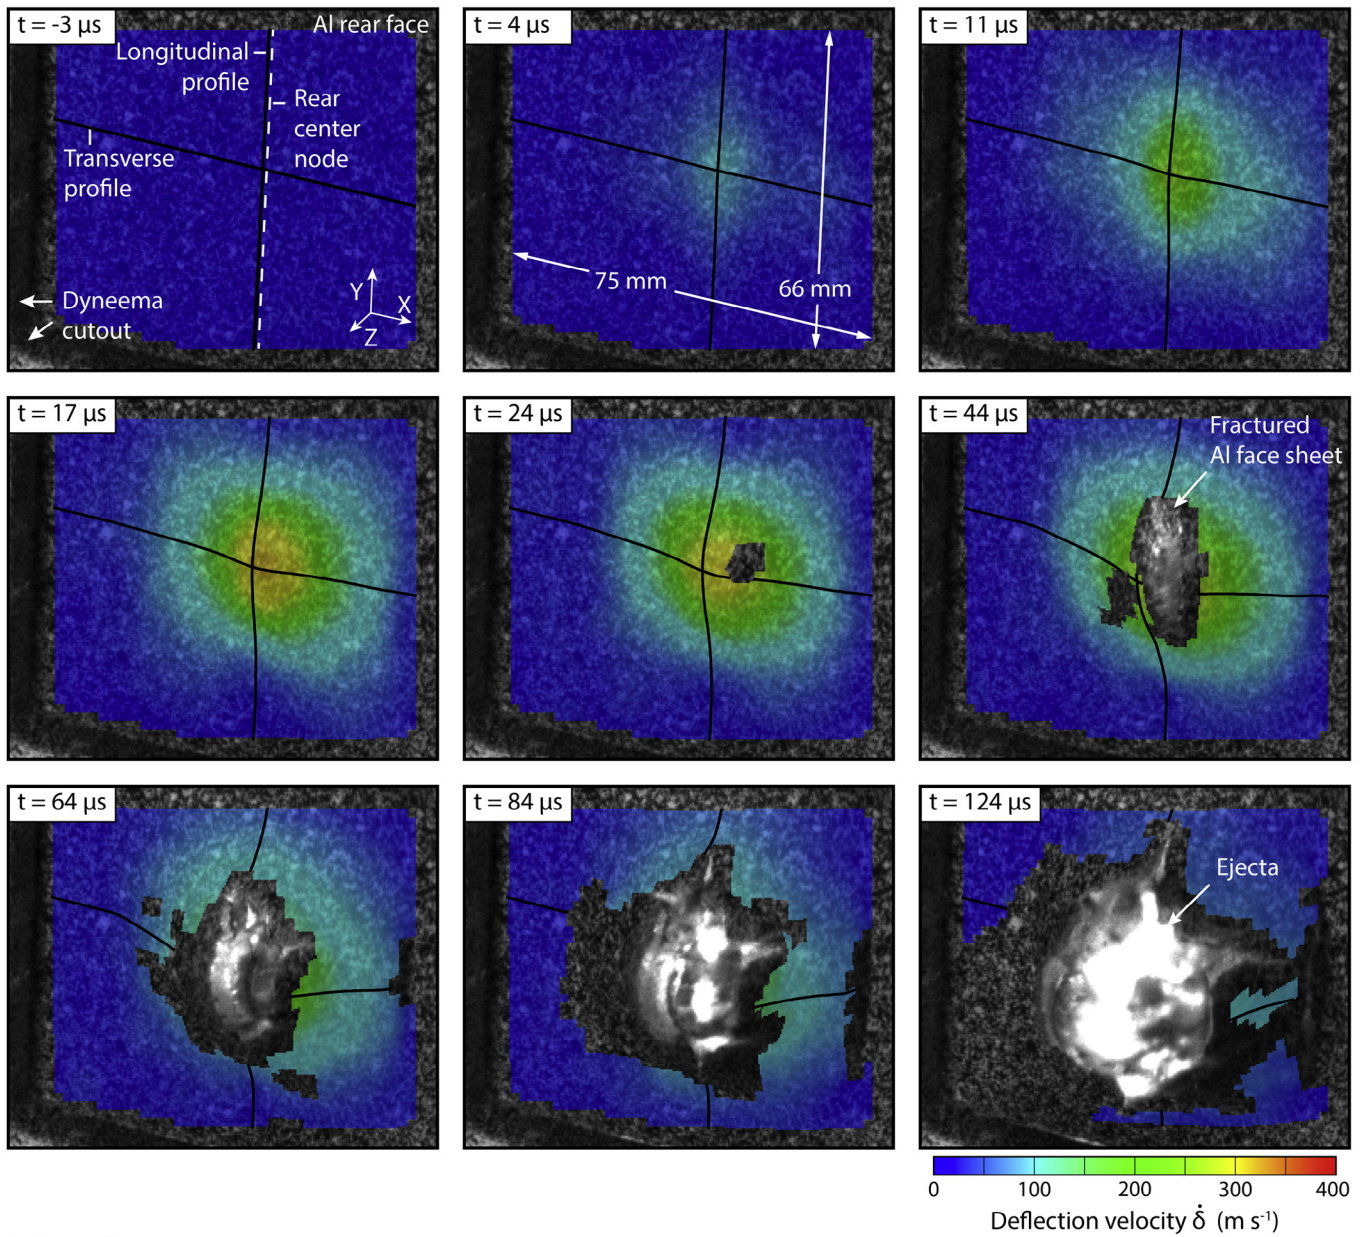 t = -3 µs
Al rear face
Longitudinal
profile
Rear
center
node
Transverse
profile
Dyneema
cutout
Y
X
Z
t = 4 µs
75 mm
66 mm
t = 11 µs
t = 17 µs
t = 24 µs
t = 44 µs
Fractured
Al face sheet
t = 64 µs
t = 84 µs
t = 124 µs
Ejecta
0 100 200 300 400
Deflection velocity δ̇ (m s⁻¹)